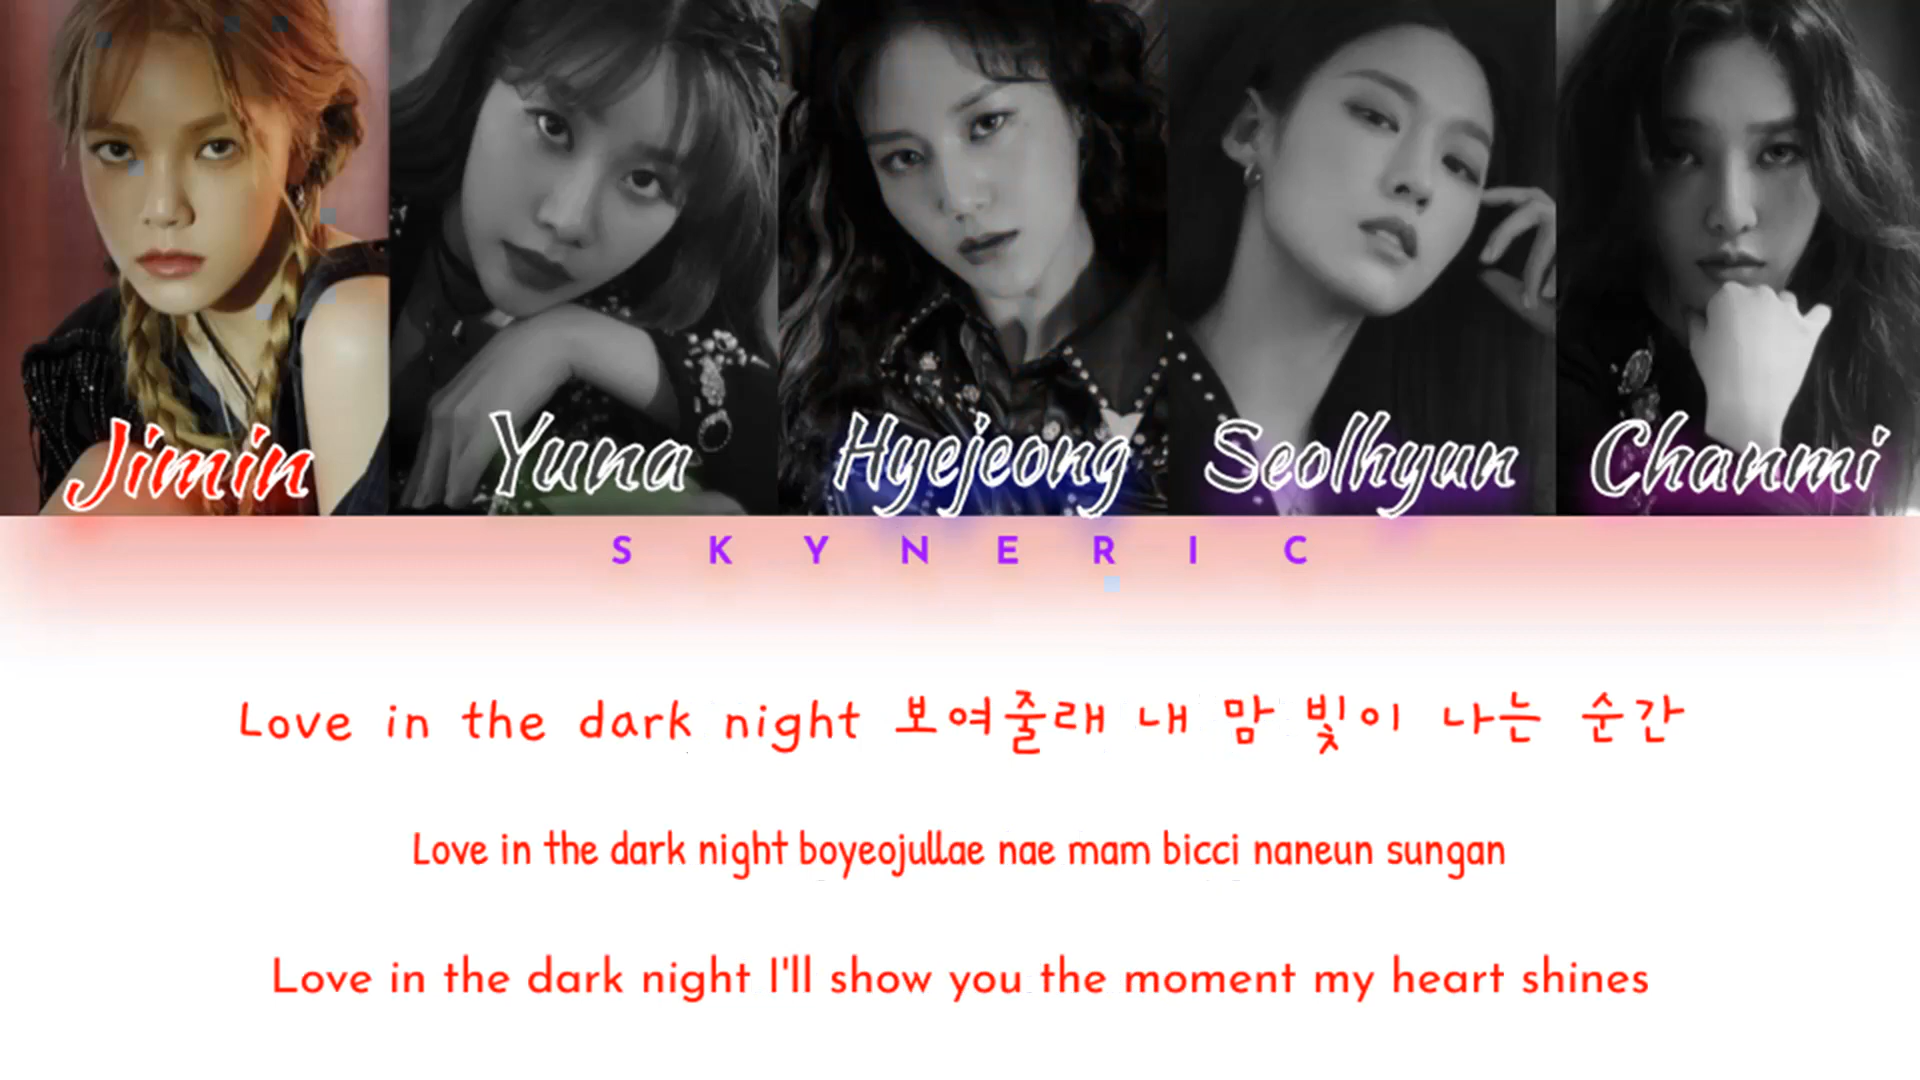 Jimin Yuna Hyejeong Seolhyun Chanmi
SKYNERIC
Love in the dark night 보여줄래 내 맘 빛이 나는 순간
Love in the dark night boyeojullae nae mam bicci naneun sungan
Love in the dark night I'll show you the moment my heart shines